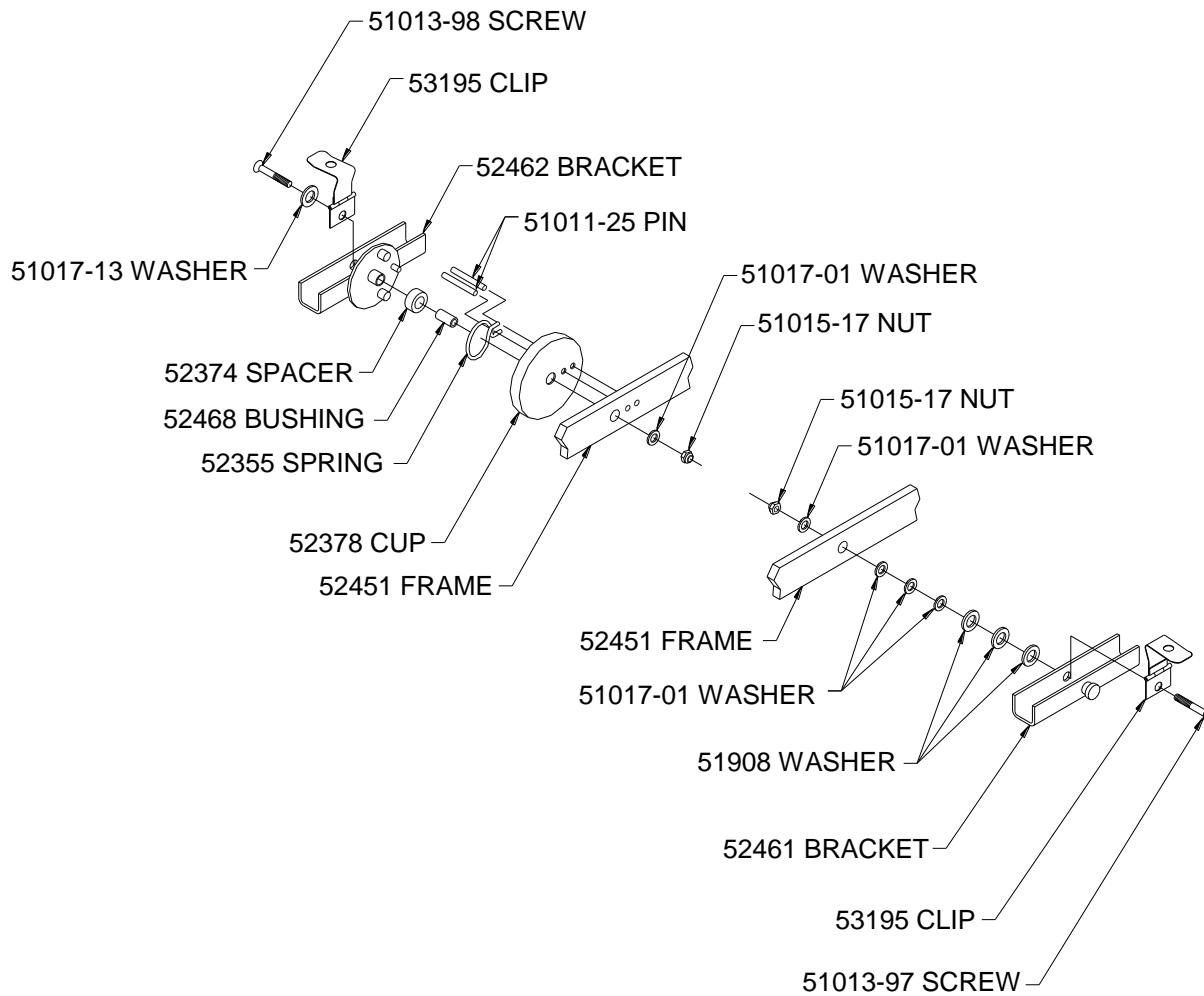 51013-98 SCREW
53195 CLIP
52462 BRACKET
51011-25 PIN
51017-13 WASHER
51017-01 WASHER
51015-17 NUT
52374 SPACER
51015-17 NUT
52468 BUSHING
51017-01 WASHER
52355 SPRING
52378 CUP
52451 FRAME
52451 FRAME
51017-01 WASHER
51908 WASHER
52461 BRACKET
53195 CLIP
51013-97 SCREW